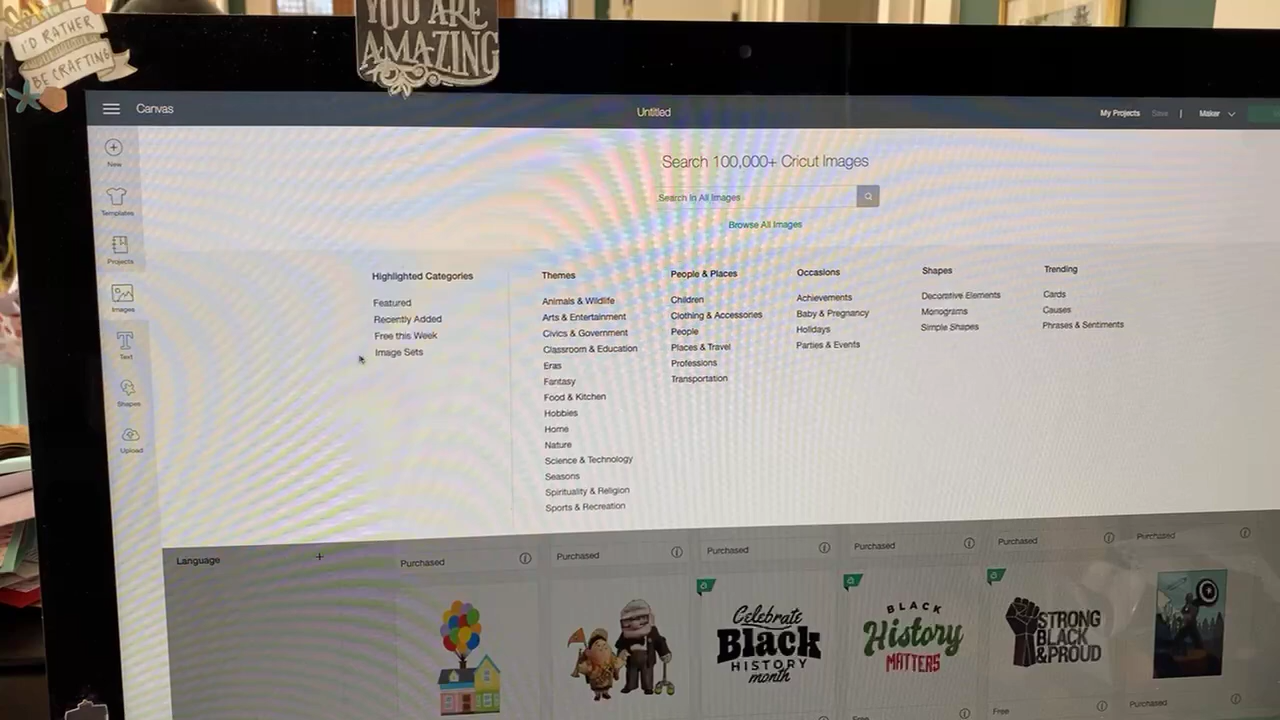 I'D RATHER
BE CRAFTING
YOU ARE
AMAZING
Canvas
Untitled
My Projects
Save
|
Maker
New
Templates
Projects
Images
Text
Shapes
Upload
Search 100,000+ Cricut Images
Search In All Images
Browse All Images
Highlighted Categories
Featured
Recently Added
Free this Week
Image Sets
Themes
Animals & Wildlife
Arts & Entertainment
Civics & Government
Classroom & Education
Eras
Fantasy
Food & Kitchen
Hobbies
Home
Nature
Science & Technology
Seasons
Spirituality & Religion
Sports & Recreation
People & Places
Children
Clothing & Accessories
People
Places & Travel
Professions
Transportation
Occasions
Achievements
Baby & Pregnancy
Holidays
Parties & Events
Shapes
Decorative Elements
Monograms
Simple Shapes
Trending
Cards
Causes
Phrases & Sentiments
Language +
Purchased
Purchased
Purchased
Purchased
Purchased
Purchased
Celebrate
Black
HISTORY
month
BLACK
History
MATTERS
STRONG
BLACK
&PROUD
Free
Free
Purchased